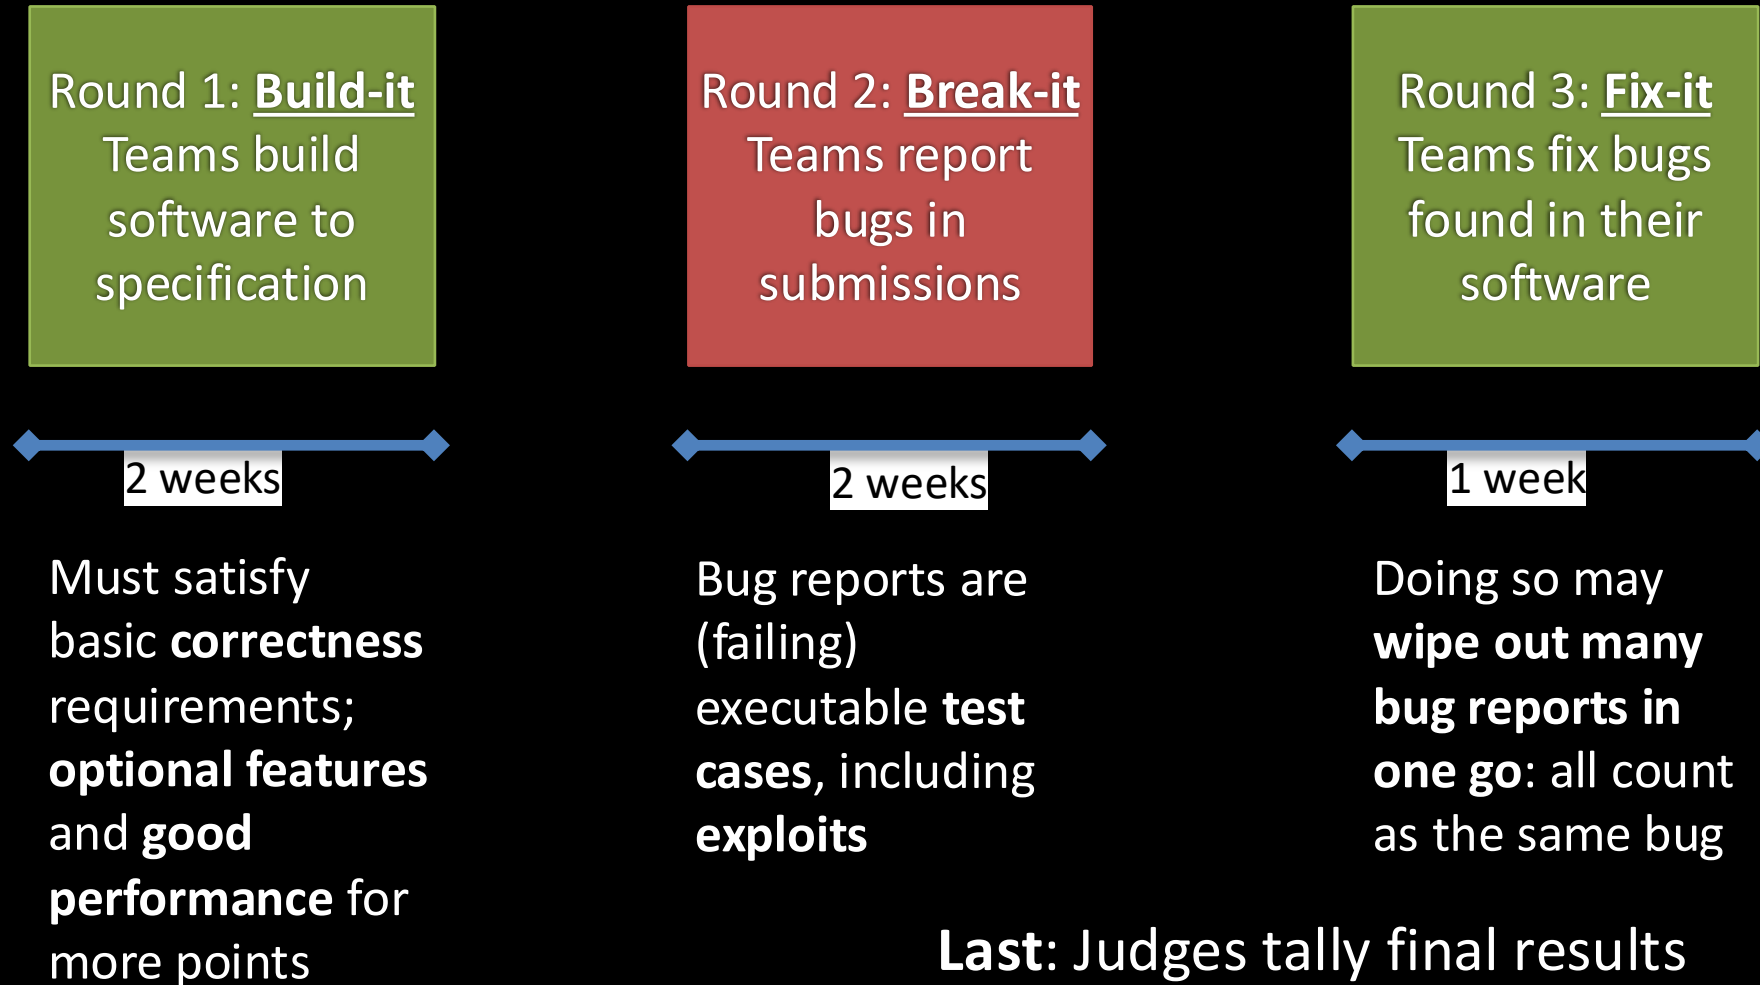 Round 1: Build-it
Teams build
software to
specification
Round 2: Break-it
Teams report
bugs in
submissions
Round 3: Fix-it
Teams fix bugs
found in their
software
2 weeks
2 weeks
1 week
Must satisfy
basic correctness
requirements;
optional features
and good
performance for
more points
Bug reports are
(failing)
executable test
cases, including
exploits
Doing so may
wipe out many
bug reports in
one go: all count
as the same bug
Last: Judges tally final results